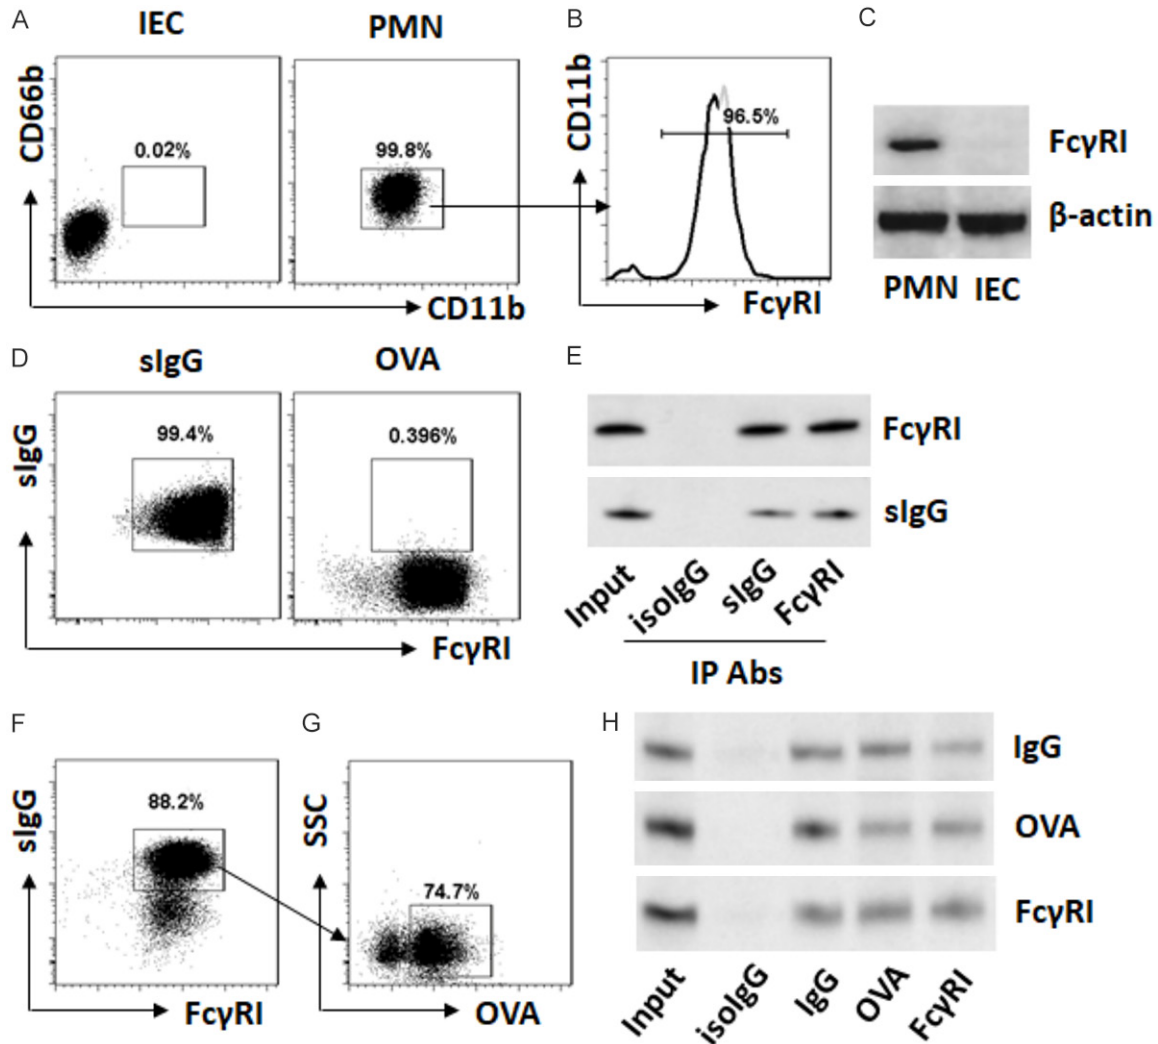 A
IEC
PMN
CD66b
0.02%
99.8%
CD11b
B
CD11b
96.5%
FcγRI
C
FcγRI
β-actin
PMN IEC
D
sIgG
OVA
sIgG
99.4%
0.396%
FcγRI
E
FcγRI
sIgG
Input isoIgG sIgG FcγRI
IP Abs
F
sIgG
88.2%
FcγRI
G
SSC
74.7%
OVA
H
IgG
OVA
FcγRI
Input isoIgG IgG OVA FcγRI